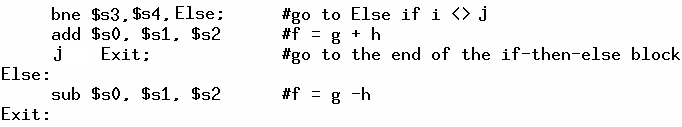 bne $s3,$s4,Else; #go to Else if i <> j
add $s0, $s1, $s2 #f = g + h
j Exit; #go to the end of the if-then-else block
Else:
sub $s0, $s1, $s2 #f = g -h
Exit: